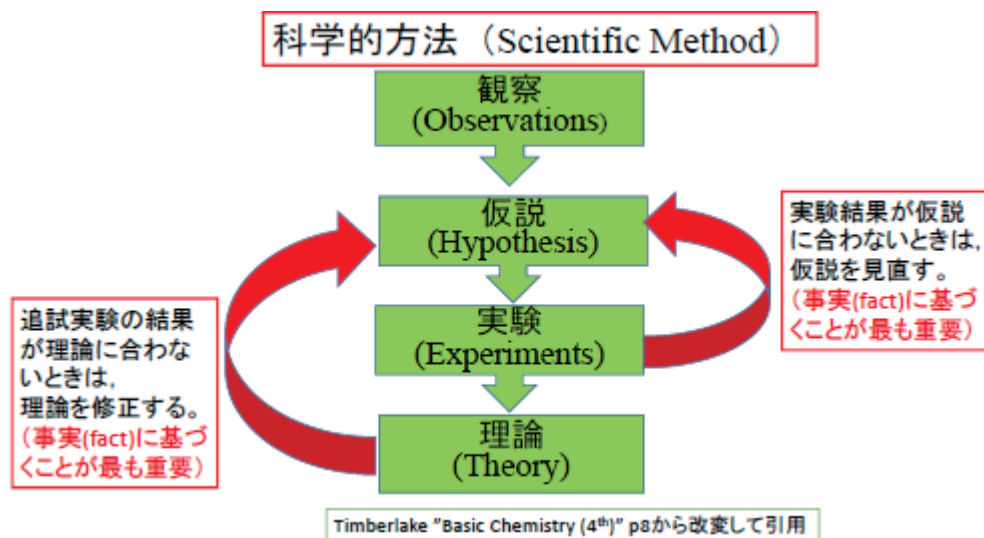 科学的方法（Scientific Method）
観察
(Observations)
仮説
(Hypothesis)
実験結果が仮説
に合わないときは,
仮説を見直す。
（事実(fact)に基づ
くことが最も重要）
追試実験の結果
が理論に合わな
いときは,
理論を修正する。
（事実(fact)に基づ
くことが最も重要）
実験
(Experiments)
理論
(Theory)
Timberlake "Basic Chemistry (4th)" p8から改変して引用